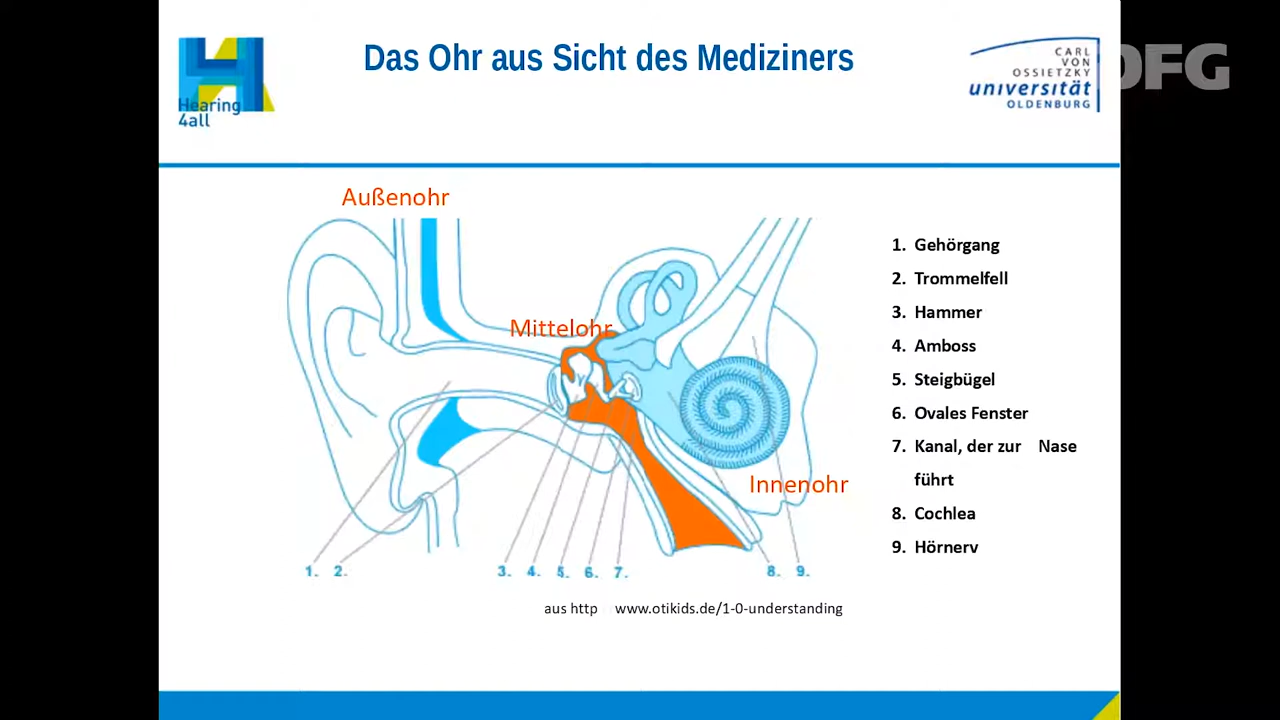 Das Ohr aus Sicht des Mediziners
Hearing
4all
CARL
VON
OSSIETZKY
universität
OLDENBURG
DFG
Außenohr
Mittelohr
Innenohr
1. Gehörgang
2. Trommelfell
3. Hammer
4. Amboss
5. Steigbügel
6. Ovales Fenster
7. Kanal, der zur Nase
führt
8. Cochlea
9. Hörnerv
1. 2. 3. 4. 5. 6. 7. 8. 9.
aus http www.otikids.de/1-0-understanding